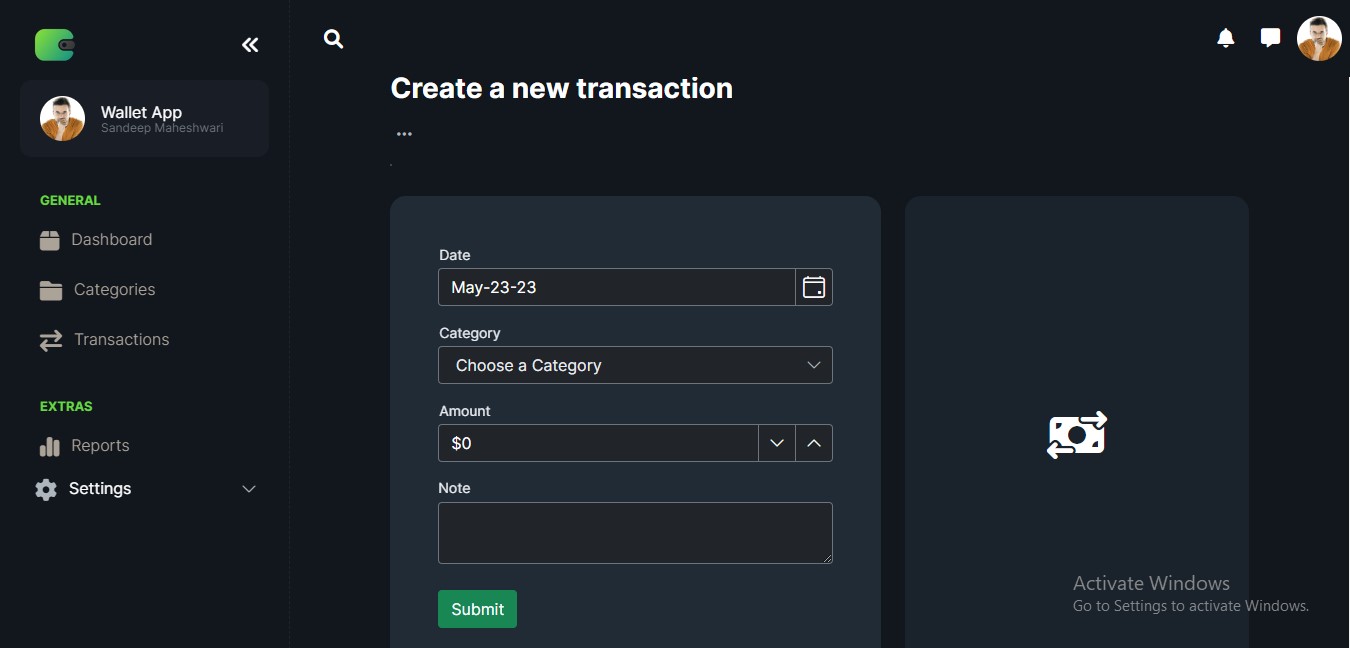 Wallet App
Sandeep Maheshwari
GENERAL
Dashboard
Categories
Transactions
EXTRAS
Reports
Settings
Create a new transaction
...
Date
May-23-23
Category
Choose a Category
Amount
$0
Note
Submit
Activate Windows
Go to Settings to activate Windows.